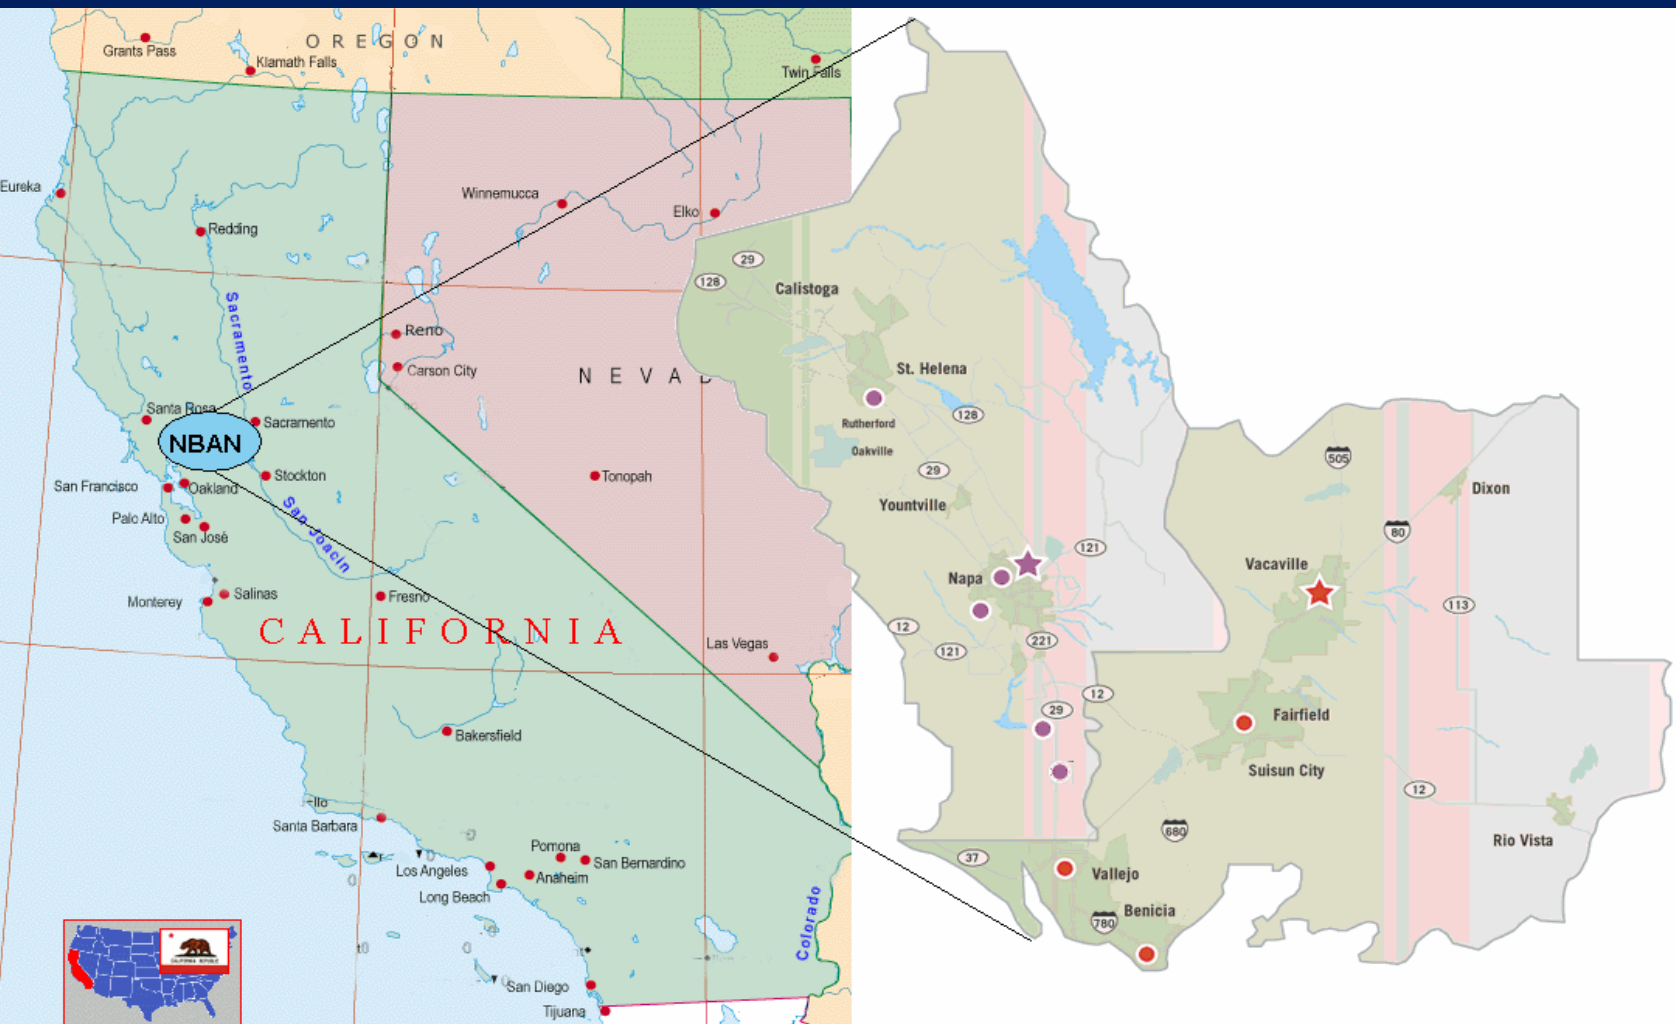 OREGON
Grants Pass
Klamath Falls
Twin Falls
Eureka
Winnemucca
Elko
Redding
Sacramento
Reno
Carson City
NEVAD
Santa Rosa
NBAN
Sacramento
Stockton
San Francisco
Oakland
Palo Alto
San José
San Joacin
Tonopah
Salinas
Monterey
Fresno
CALIFORNIA
Las Vegas
Bakersfield
Santa Barbara
Pomona
San Bernardino
Los Angeles
Anaheim
Long Beach
Colorado
San Diego
Tijuana
CALIFORNIA REPUBLIC
29
128
Calistoga
St. Helena
128
Rutherford
Oakville
29
Yountville
121
Napa
12
121
221
12
29
505
Dixon
80
Vacaville
113
Fairfield
Suisun City
12
680
Rio Vista
37
Vallejo
Benicia
780